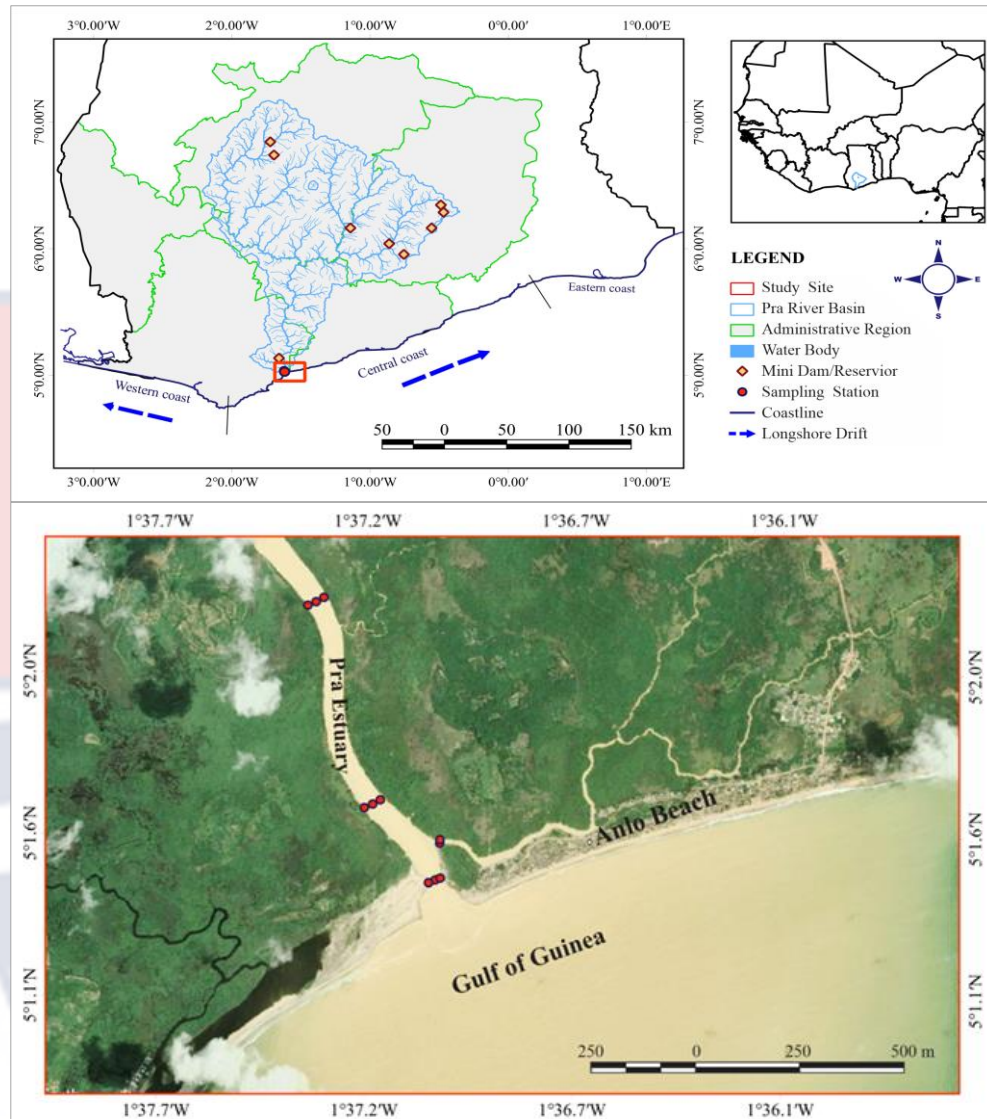 3°0.00'W 2°0.00'W 1°0.00'W 0°0.00'E 1°0.00'E
7°0.00'N
7°0.00'N
6°0.00'N
6°0.00'N
5°0.00'N
5°0.00'N
Eastern coast
Central coast
Western coast
50 0 50 100 150 km
3°0.00'W 2°0.00'W 1°0.00'W 0°0.00'E 1°0.00'E
LEGEND
Study Site
Pra River Basin
Administrative Region
Water Body
Mini Dam/Reservior
Sampling Station
Coastline
Longshore Drift
N
W E
S
1°37.7'W 1°37.2'W 1°36.7'W 1°36.1'W
5°2.0'N
5°2.0'N
Pra Estuary
5°1.6'N
5°1.6'N
Anlo Beach
Gulf of Guinea
5°1.1'N
5°1.1'N
250 0 250 500 m
1°37.7'W 1°37.2'W 1°36.7'W 1°36.1'W